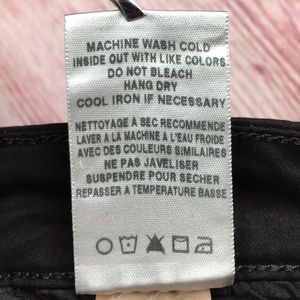 MACHINE WASH COLD
INSIDE OUT WITH LIKE COLORS
DO NOT BLEACH
HANG DRY
COOL IRON IF NECESSARY
NETTOYAGE A SEC RECOMMANDE
LAVER A LA MACHINE A L'EAU FROIDE
AVEC DES COULEURS SIMILAIRES
NE PAS JAVELISER
SUSPENDRE POUR SECHER
REPASSER A TEMPERATURE BASSE